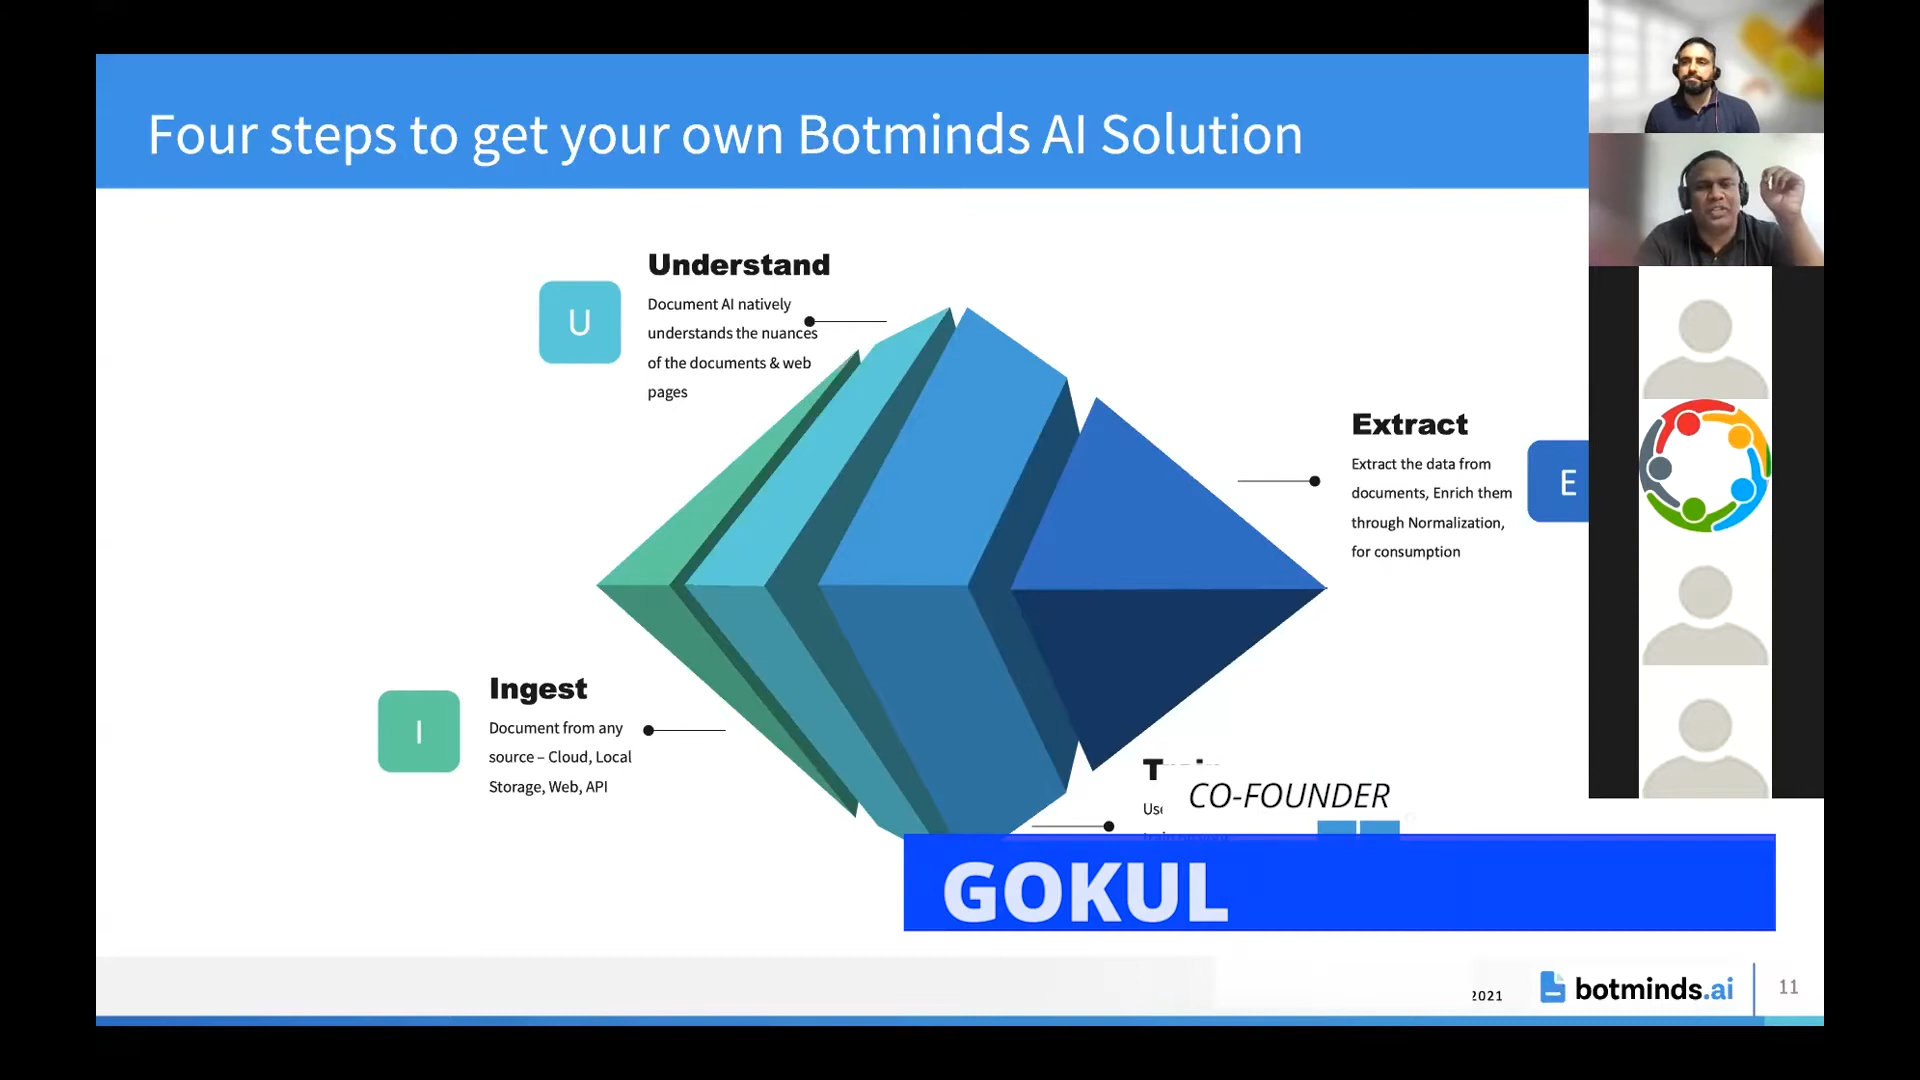 Four steps to get your own Botminds AI Solution
Understand
U
Document AI natively
understands the nuances
of the documents & web
pages
Extract
Extract the data from
documents, Enrich them
through Normalization,
for consumption
E
Ingest
I
Document from any
source – Cloud, Local
Storage, Web, API
CO-FOUNDER
GOKUL
2021
botminds.ai
11